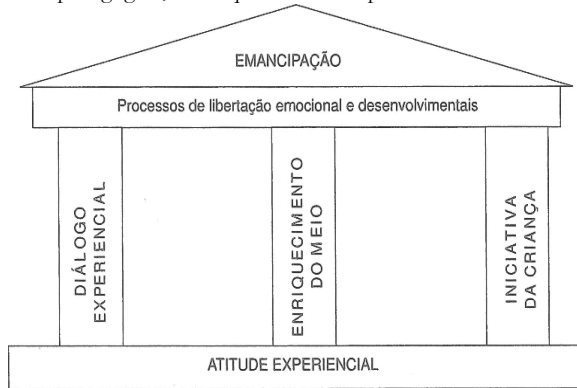 EMANCIPAÇÃO
Processos de libertação emocional e desenvolvimentais
DIÁLOGO
EXPERIENCIAL
ENRIQUECIMENTO
DO MEIO
INICIATIVA
DA CRIANÇA
ATITUDE EXPERIENCIAL